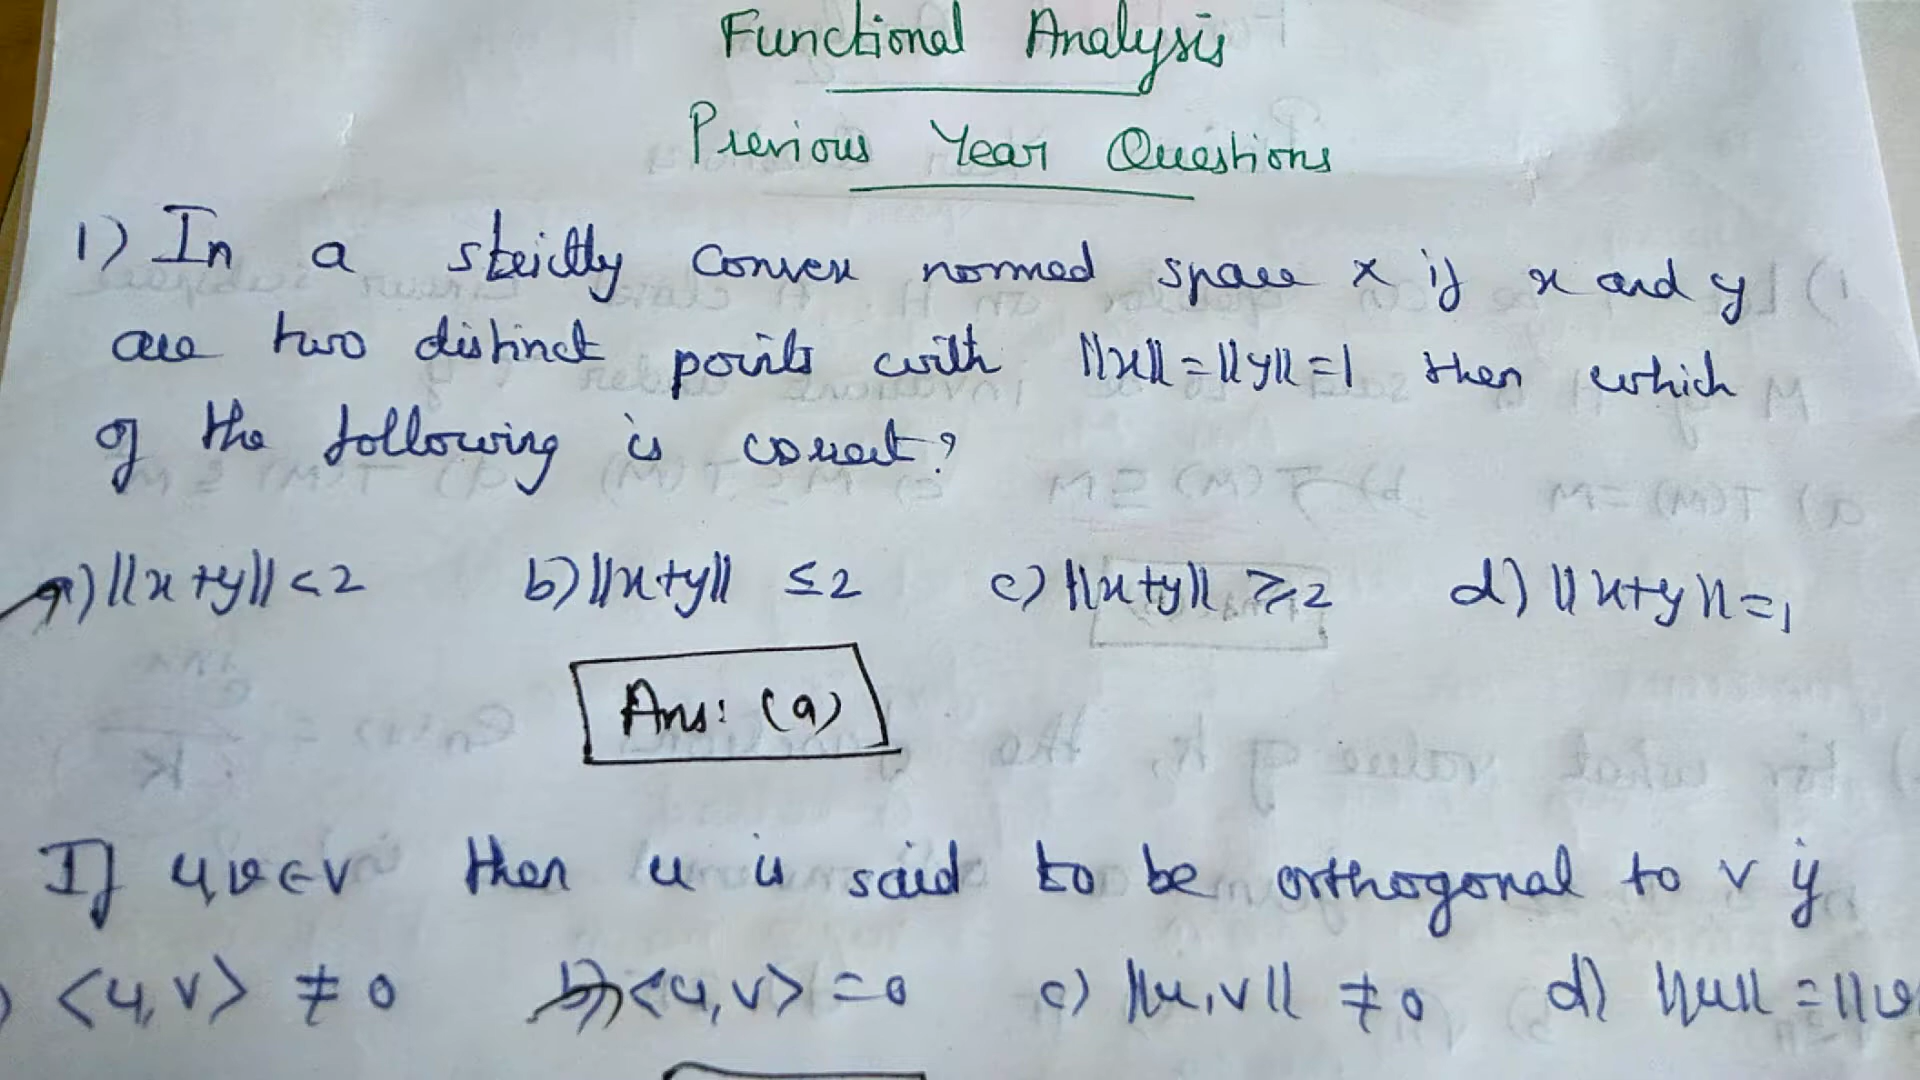 Functional Analysis
Previous Year Questions
1) In a strictly convex normed space x if x and y
are two distinct points with ||x|| = ||y|| = 1 then which
of the following is correct?
a) ||x+y|| < 2 b) ||x+y|| ≤ 2 c) ||x+y|| ≥ 2 d) ||x+y|| = 1
Ans: (a)
If u,v∈v then u is said to be orthogonal to v if
) <u,v> ≠ 0 b) <u,v> = 0 c) ||u,v|| ≠ 0 d) ||u|| = ||v